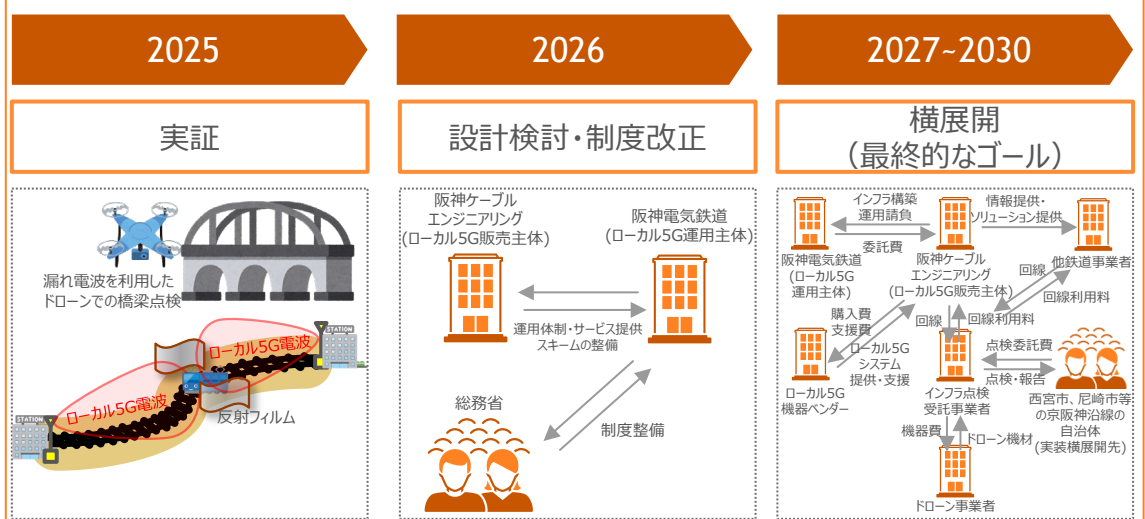 2025
2026
2027~2030
実証
設計検討・制度改正
横展開
(最終的なゴール)
漏れ電波を利用した
ドローンでの橋梁点検
STATION
ローカル5G電波
ローカル5G電波
反射フィルム
STATION
阪神ケーブル
エンジニアリング
(ローカル5G販売主体)
阪神電気鉄道
(ローカル5G運用主体)
運用体制・サービス提供
スキームの整備
総務省
制度整備
インフラ構築
運用請負
委託費
情報提供・
ソリューション提供
阪神電気鉄道
(ローカル5G
運用主体)
阪神ケーブル
エンジニアリング
(ローカル5G販売主体)
他鉄道事業者
回線
回線利用料
購入費
支援費
回線
回線利用料
ローカル5G
システム
提供・支援
点検委託費
点検・報告
ローカル5G
機器ベンダー
インフラ点検
受託事業者
西宮市、尼崎市等
の京阪神沿線の
自治体
(実装横展開先)
機器費
ドローン機材
ドローン事業者